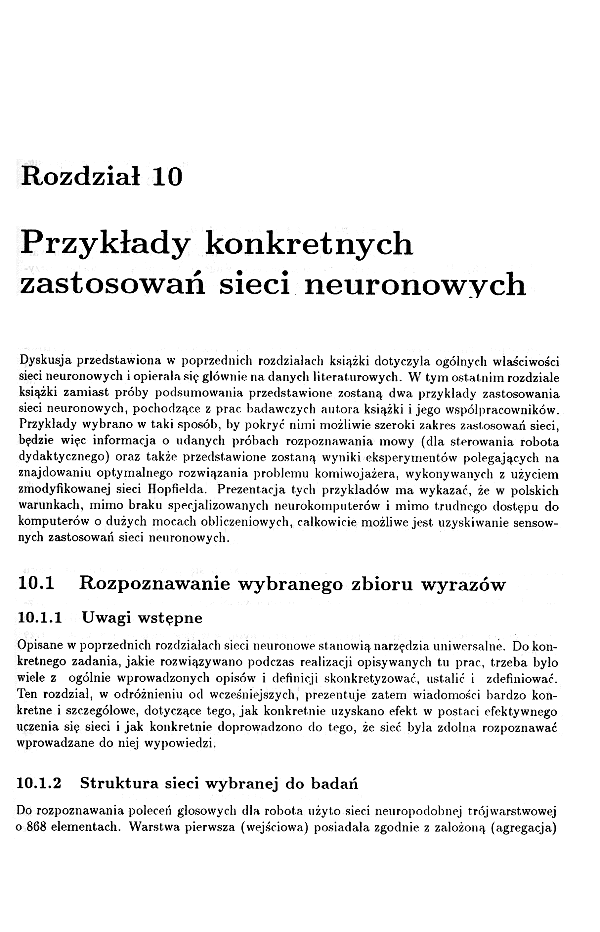 Rozdział 10
Przykłady konkretnych
zastosowań sieci neuronowych
Dyskusja przedstawiona w poprzednich rozdziałach książki dotyczyła ogólnych właściwości
sieci neuronowych i opierała się głównie na danych literaturowych. W tym ostatnim rozdziale
książki zamiast próby podsumowania przedstawione zostaną dwa przykłady zastosowania
sieci neuronowych, pochodzące z prac badawczych autora książki i jego współpracowników.
Przykłady wybrano w taki sposób, by pokryć nimi możliwie szeroki zakres zastosowań sieci,
będzie więc informacja o udanych próbach rozpoznawania mowy (dla sterowania robota
dydaktycznego) oraz także przedstawione zostaną wyniki eksperymentów polegających na
znajdowaniu optymalnego rozwiązania problemu komiwojażera, wykonywanych z użyciem
zmodyfikowanej sieci Hopfielda. Prezentacja tych przykładów ma wykazać, że w polskich
warunkach, mimo braku specjalizowanych neurokomputerów i mimo trudnego dostępu do
komputerów o dużych mocach obliczeniowych, całkowicie możliwe jest uzyskiwanie sensow-
nych zastosowań sieci neuronowych.
10.1 Rozpoznawanie wybranego zbioru wyrazów
10.1.1 Uwagi wstępne
Opisane w poprzednich rozdziałach sieci neuronowe stanowią narzędzia uniwersalne. Do kon-
kretnego zadania, jakie rozwiązywano podczas realizacji opisywanych tu prac, trzeba było
wiele z ogólnie wprowadzonych opisów i definicji skonkretyzować, ustalić i zdefiniować.
Ten rozdział, w odróżnieniu od wcześniejszych, prezentuje zatem wiadomości bardzo kon-
kretne i szczegółowe, dotyczące tego, jak konkretnie uzyskano efekt w postaci efektywnego
uczenia się sieci i jak konkretnie doprowadzono do tego, że sieć była zdolna rozpoznawać
wprowadzane do niej wypowiedzi.
10.1.2 Struktura sieci wybranej do badań
Do rozpoznawania poleceń głosowych dla robota użyto sieci neuropodobnej trójwarstwowej
o 868 elementach. Warstwa pierwsza (wejściowa) posiadała zgodnie z założoną (agregacja)